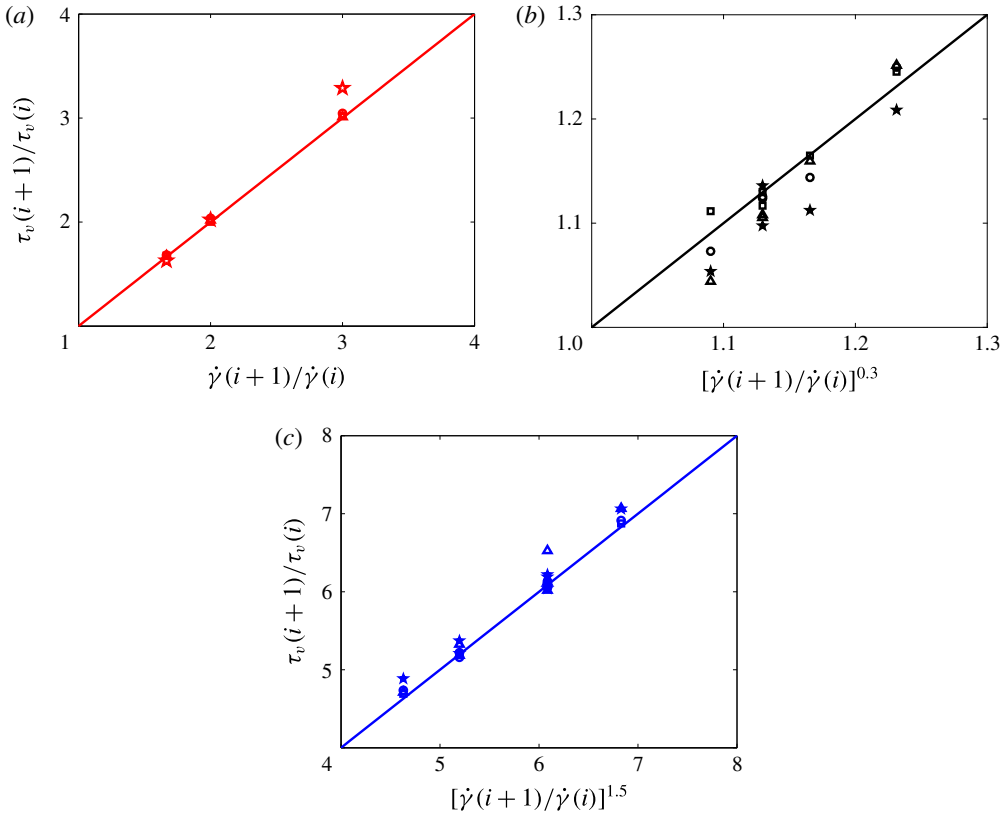 (a)
4
3
2
1
τᵥ(i + 1)/τᵥ(i)
1 2 3 4
γ̇(i + 1)/γ̇(i)
(b)
1.3
1.2
1.1
1.0 1.1 1.2 1.3
[γ̇(i + 1)/γ̇(i)]^0.3
(c)
8
7
6
5
τᵥ(i + 1)/τᵥ(i)
4 5 6 7 8
[γ̇(i + 1)/γ̇(i)]^1.5